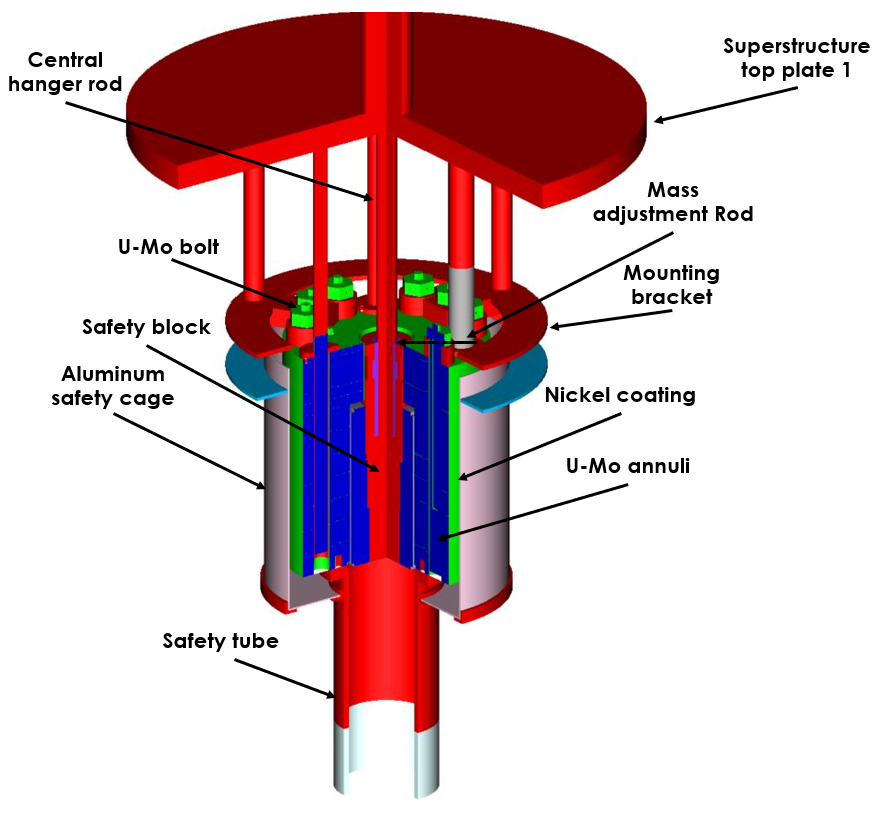 Superstructure
top plate 1
Central
hanger rod
Mass
adjustment Rod
U-Mo bolt
Mounting
bracket
Safety block
Aluminum
safety cage
Nickel coating
U-Mo annuli
Safety tube